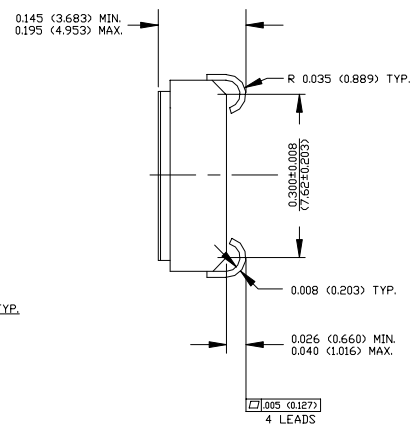 0.145 (3.683) MIN.
0.195 (4.953) MAX.
R 0.035 (0.889) TYP.
0.300±0.008
(7.62±0.203)
0.008 (0.203) TYP.
TYP.
0.026 (0.660) MIN.
0.040 (1.016) MAX.
.005 (0.127)
4 LEADS